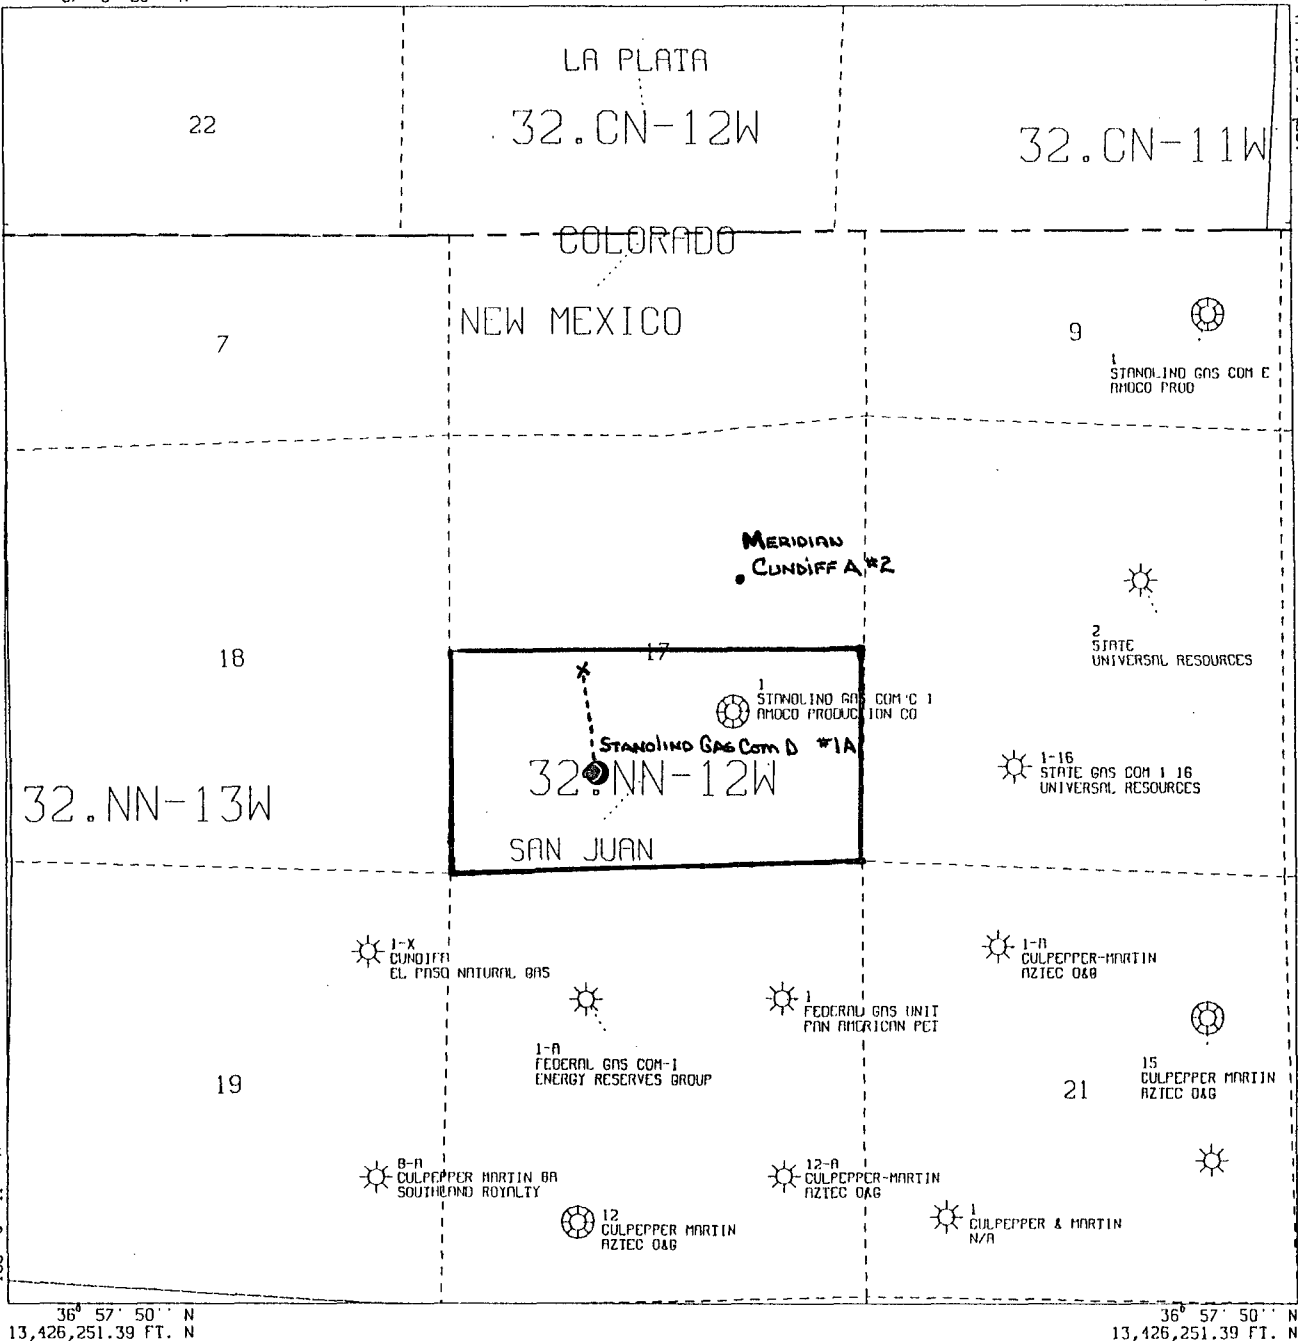 LA PLATA
22
32.CN-12W
32.CN-11W
COLORADO
NEW MEXICO
7
9
1
STANOLIND GAS COM E
AMOCO PROD
MERIDIAN
CUNDIFF A #2
18
17
2
STATE
UNIVERSAL RESOURCES
X
1
STANOLIND GAS COM 'C' 1
AMOCO PRODUCTION CO
STANOLIND GAS COM D #1A
32.NN-13W
32.NN-12W
1-16
STATE GAS COM 1 16
UNIVERSAL RESOURCES
SAN JUAN
1-X
CUNDIFF
EL PASO NATURAL GAS
1-A
CULPEPPER-MARTIN
AZTEC O&G
1
FEDERAL GAS UNIT
PAN AMERICAN PET
1-A
FEDERAL GAS COM-1
ENERGY RESERVES GROUP
15
CULPEPPER MARTIN
AZTEC O&G
19
21
8-A
CULPEPPER MARTIN 8A
SOUTHLAND ROYALTY
12-A
CULPEPPER-MARTIN
AZTEC O&G
12
CULPEPPER MARTIN
AZTEC O&G
1
CULPEPPER & MARTIN
N/A
36° 57' 50'' N
13,426,251.39 FT. N
36° 57' 50'' N
13,426,251.39 FT. N